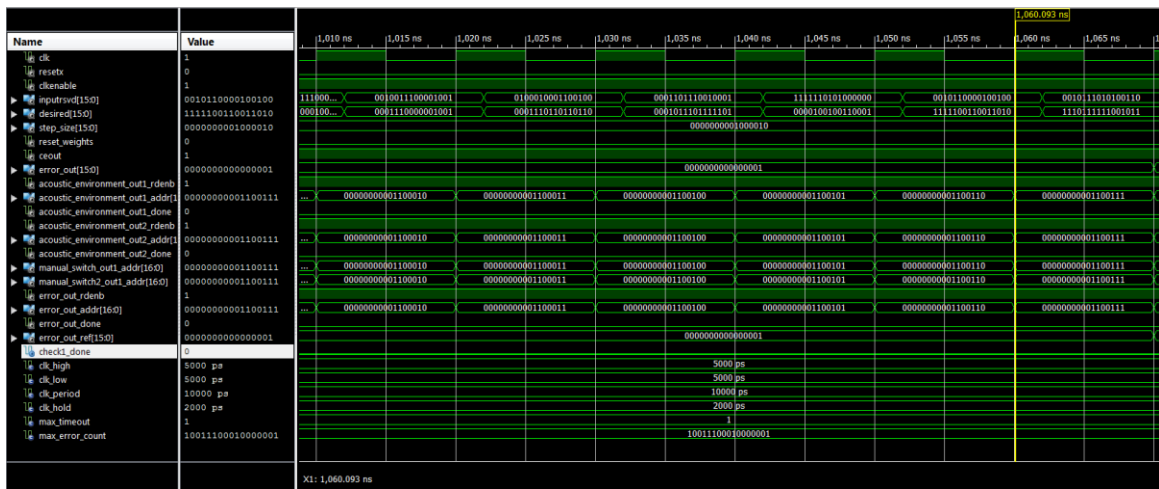 1,060.093 ns
Name Value 1,010 ns 1,015 ns 1,020 ns 1,025 ns 1,030 ns 1,035 ns 1,040 ns 1,045 ns 1,050 ns 1,055 ns 1,060 ns 1,065 ns
clk 1
resetx 0
clkenable 1
inputrsvd[15:0] 0010110000100100 111000... 0010011100001001 0100010001100100 0001101110010001 1111110101000000 0010110000100100 0010111010100110
desired[15:0] 1111100110011010 000100... 0001110000001001 0001110110110110 0001011101111101 0000100100110001 1111100110011010 1110111111001011
step_size[15:0] 0000000001000010 0000000001000010
reset_weights 0
ceout 1
error_out[15:0] 0000000000000001 0000000000000001
acoustic_environment_out1_rdenb 1
acoustic_environment_out1_addr[1 00000000001100111 ... 00000000001100010 00000000001100011 00000000001100100 00000000001100101 00000000001100110 00000000001100111
acoustic_environment_out1_done 0
acoustic_environment_out2_rdenb 1
acoustic_environment_out2_addr[1 00000000001100111 ... 00000000001100010 00000000001100011 00000000001100100 00000000001100101 00000000001100110 00000000001100111
acoustic_environment_out2_done 0
manual_switch_out1_addr[16:0] 00000000001100111 ... 00000000001100010 00000000001100011 00000000001100100 00000000001100101 00000000001100110 00000000001100111
manual_switch2_out1_addr[16:0] 00000000001100111 ... 00000000001100010 00000000001100011 00000000001100100 00000000001100101 00000000001100110 00000000001100111
error_out_rdenb 1
error_out_addr[16:0] 00000000001100111 ... 00000000001100010 00000000001100011 00000000001100100 00000000001100101 00000000001100110 00000000001100111
error_out_done 0
error_out_ref[15:0] 0000000000000001 0000000000000001
check1_done 0
clk_high 5000 ps 5000 ps
clk_low 5000 ps 5000 ps
clk_period 10000 ps 10000 ps
clk_hold 2000 ps 2000 ps
max_timeout 1 1
max_error_count 10011100010000001 10011100010000001
X1: 1,060.093 ns